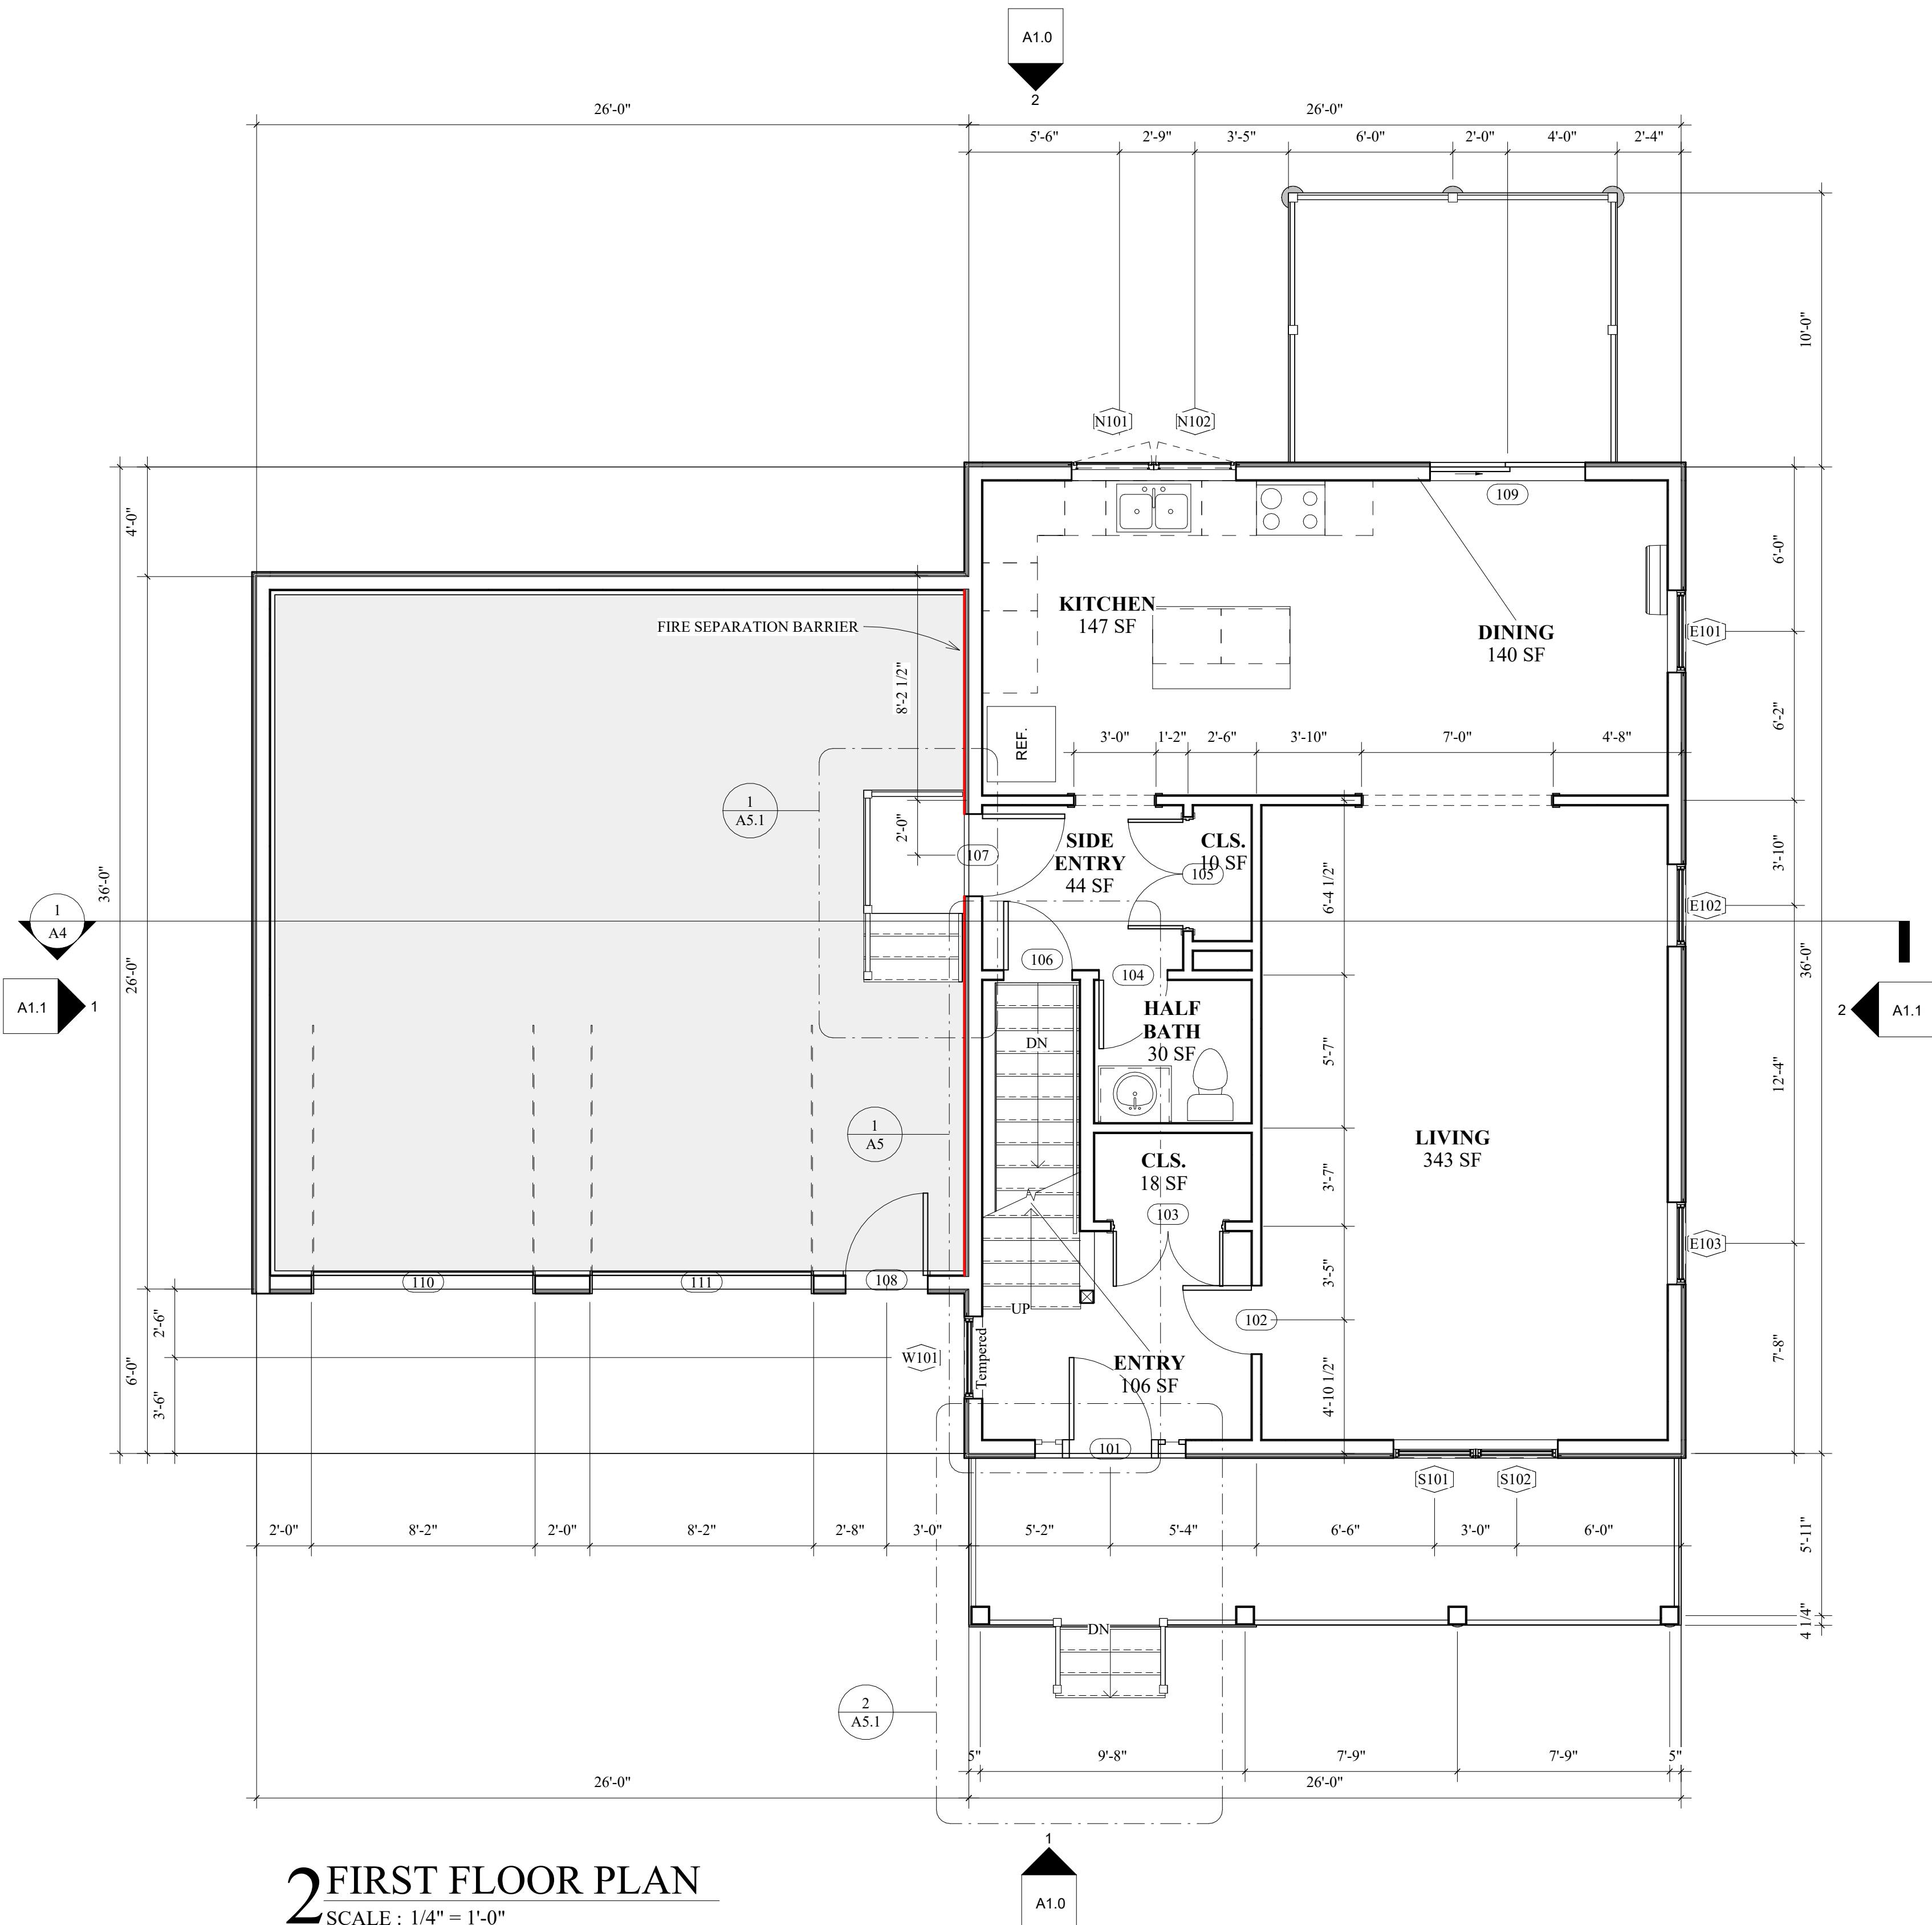 A1.0
2
26'-0"
26'-0"
5'-6"
2'-9"
3'-5"
6'-0"
2'-0"
4'-0"
2'-4"
10'-0"
N101
N102
109
4'-0"
6'-0"
KITCHEN
147 SF
DINING
140 SF
E101
FIRE SEPARATION BARRIER
8'-2 1/2"
6'-2"
REF.
3'-0"
1'-2"
2'-6"
3'-10"
7'-0"
4'-8"
1
A5.1
2'-0"
107
SIDE
ENTRY
44 SF
CLS.
10 SF
105
3'-10"
36'-0"
6'-4 1/2"
E102
1
A4
26'-0"
106
104
36'-0"
A1.1
1
2
A1.1
HALF
BATH
30 SF
DN
5'-7"
12'-4"
1
A5
LIVING
343 SF
CLS.
18 SF
3'-7"
103
E103
110
111
108
3'-5"
UP
102
2'-6"
6'-0"
3'-6"
W101
Tempered
ENTRY
106 SF
4'-10 1/2"
7'-8"
101
S101
S102
2'-0"
8'-2"
2'-0"
8'-2"
2'-8"
3'-0"
5'-2"
5'-4"
6'-6"
3'-0"
6'-0"
5'-11"
4 1/4"
DN
2
A5.1
5"
9'-8"
7'-9"
7'-9"
5"
26'-0"
26'-0"
1
A1.0
2 FIRST FLOOR PLAN
SCALE : 1/4" = 1'-0"